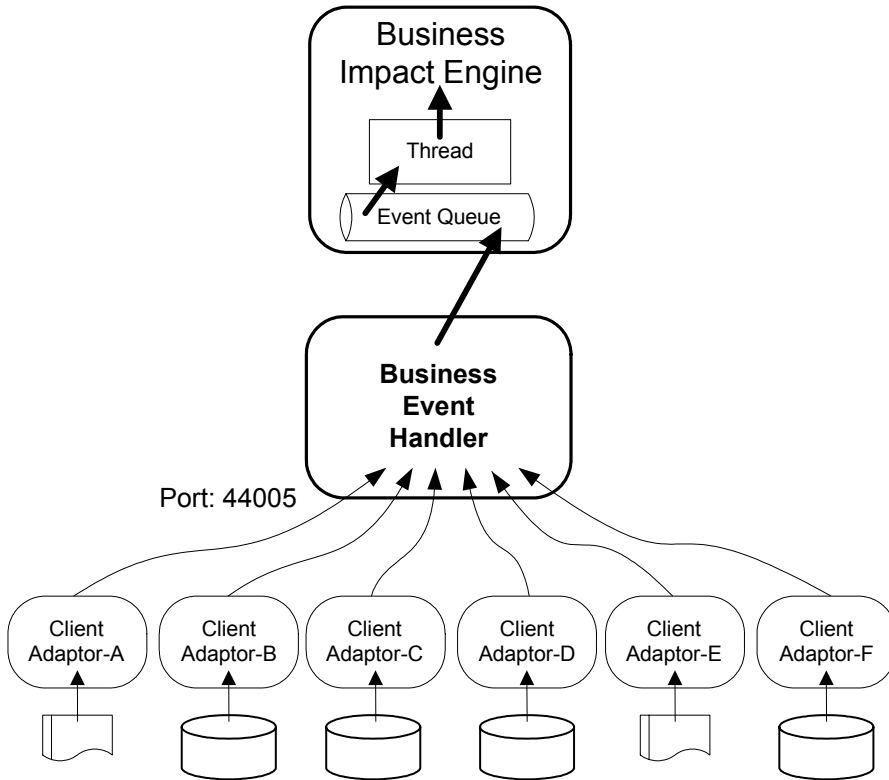 Business
Impact Engine
Thread
Event Queue
Business
Event
Handler
Port: 44005
Client
Adaptor-A
Client
Adaptor-B
Client
Adaptor-C
Client
Adaptor-D
Client
Adaptor-E
Client
Adaptor-F